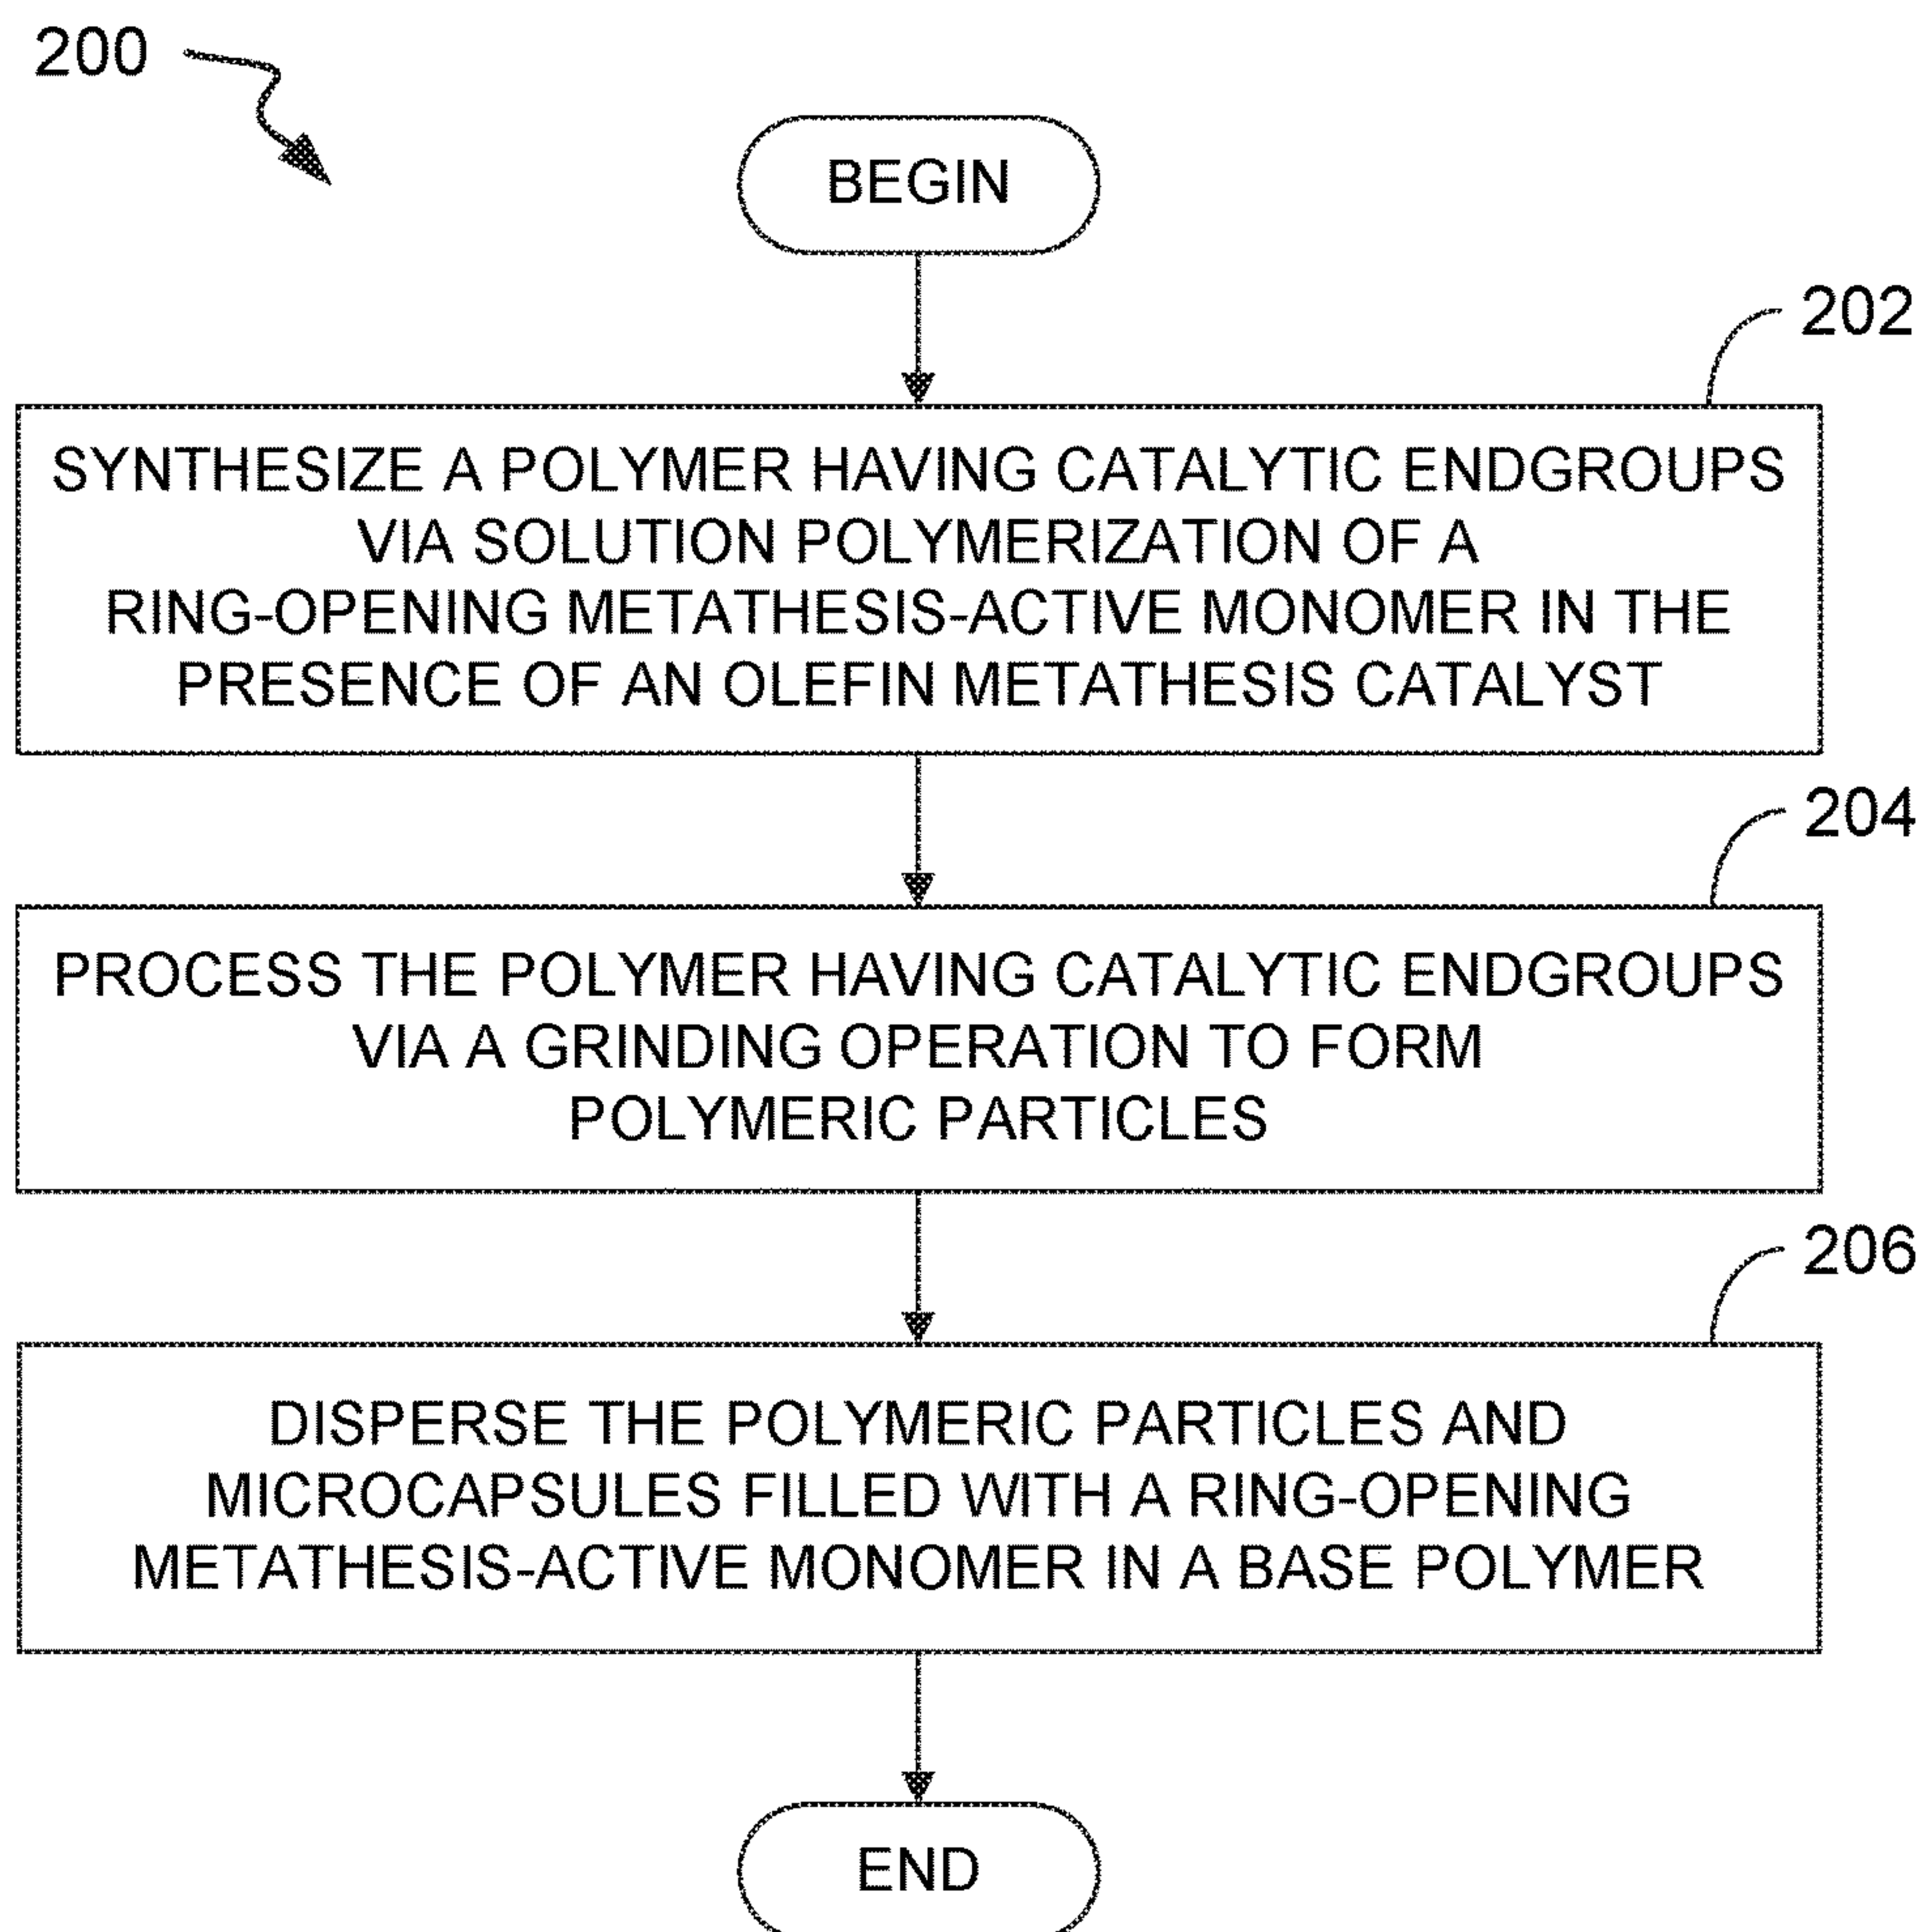 200
BEGIN
202
SYNTHESIZE A POLYMER HAVING CATALYTIC ENDGROUPS
VIA SOLUTION POLYMERIZATION OF A
RING-OPENING METATHESIS-ACTIVE MONOMER IN THE
PRESENCE OF AN OLEFIN METATHESIS CATALYST
204
PROCESS THE POLYMER HAVING CATALYTIC ENDGROUPS
VIA A GRINDING OPERATION TO FORM
POLYMERIC PARTICLES
206
DISPERSE THE POLYMERIC PARTICLES AND
MICROCAPSULES FILLED WITH A RING-OPENING
METATHESIS-ACTIVE MONOMER IN A BASE POLYMER
END